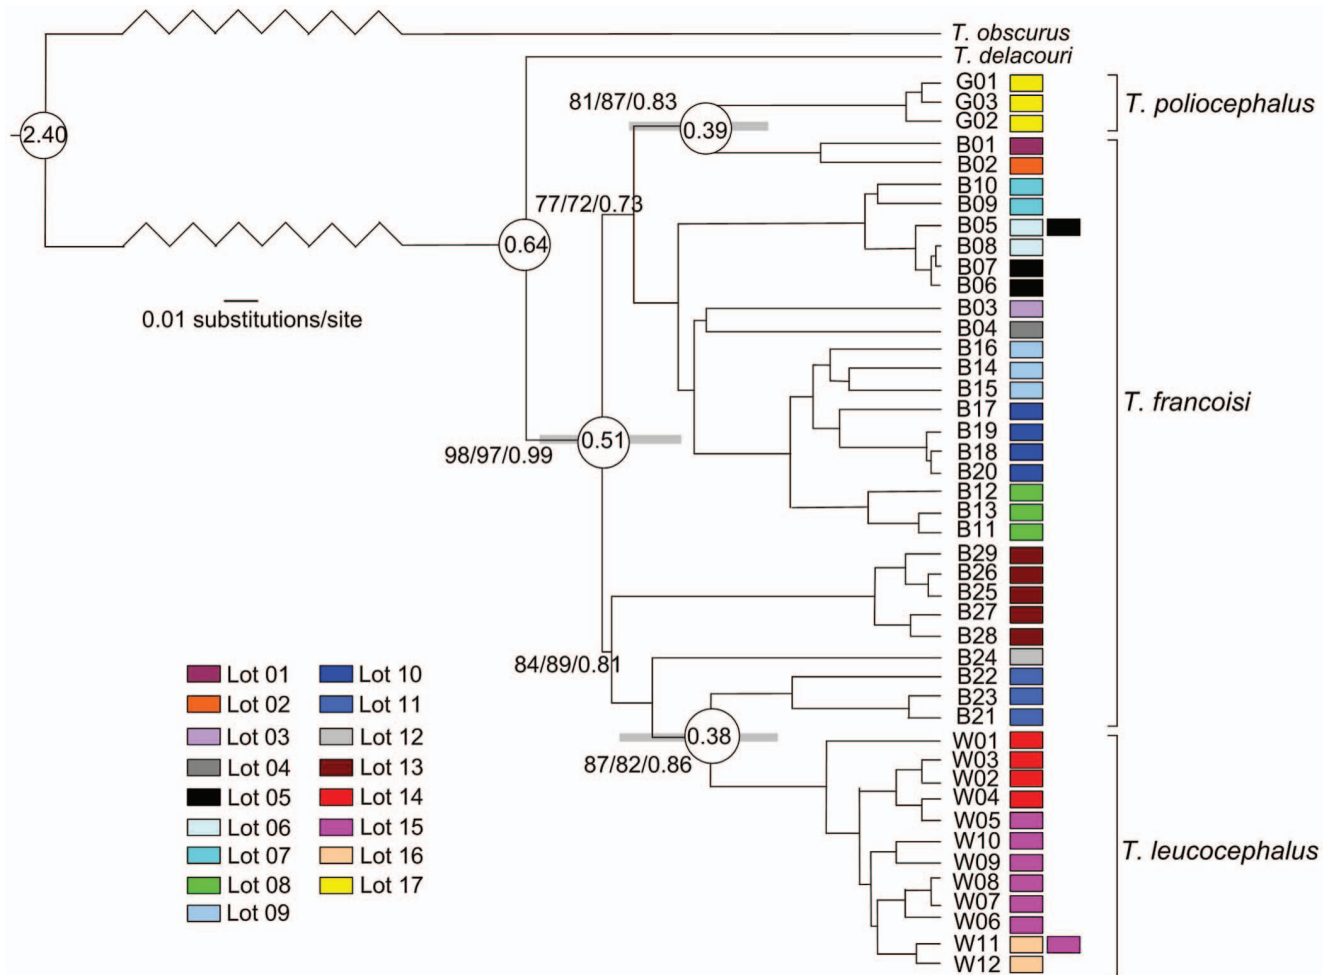 T. obscurus
T. delacouri
2.40
0.64
0.01 substitutions/site
81/87/0.83
0.39
77/72/0.73
98/97/0.99
0.51
84/89/0.81
87/82/0.86
0.38
G01
G03
G02
B01
B02
B10
B09
B05
B08
B07
B06
B03
B04
B16
B14
B15
B17
B19
B18
B20
B12
B13
B11
B29
B26
B25
B27
B28
B24
B22
B23
B21
W01
W03
W02
W04
W05
W10
W09
W08
W07
W06
W11
W12
T. poliocephalus
T. francoisi
T. leucocephalus
Lot 01
Lot 02
Lot 03
Lot 04
Lot 05
Lot 06
Lot 07
Lot 08
Lot 09
Lot 10
Lot 11
Lot 12
Lot 13
Lot 14
Lot 15
Lot 16
Lot 17